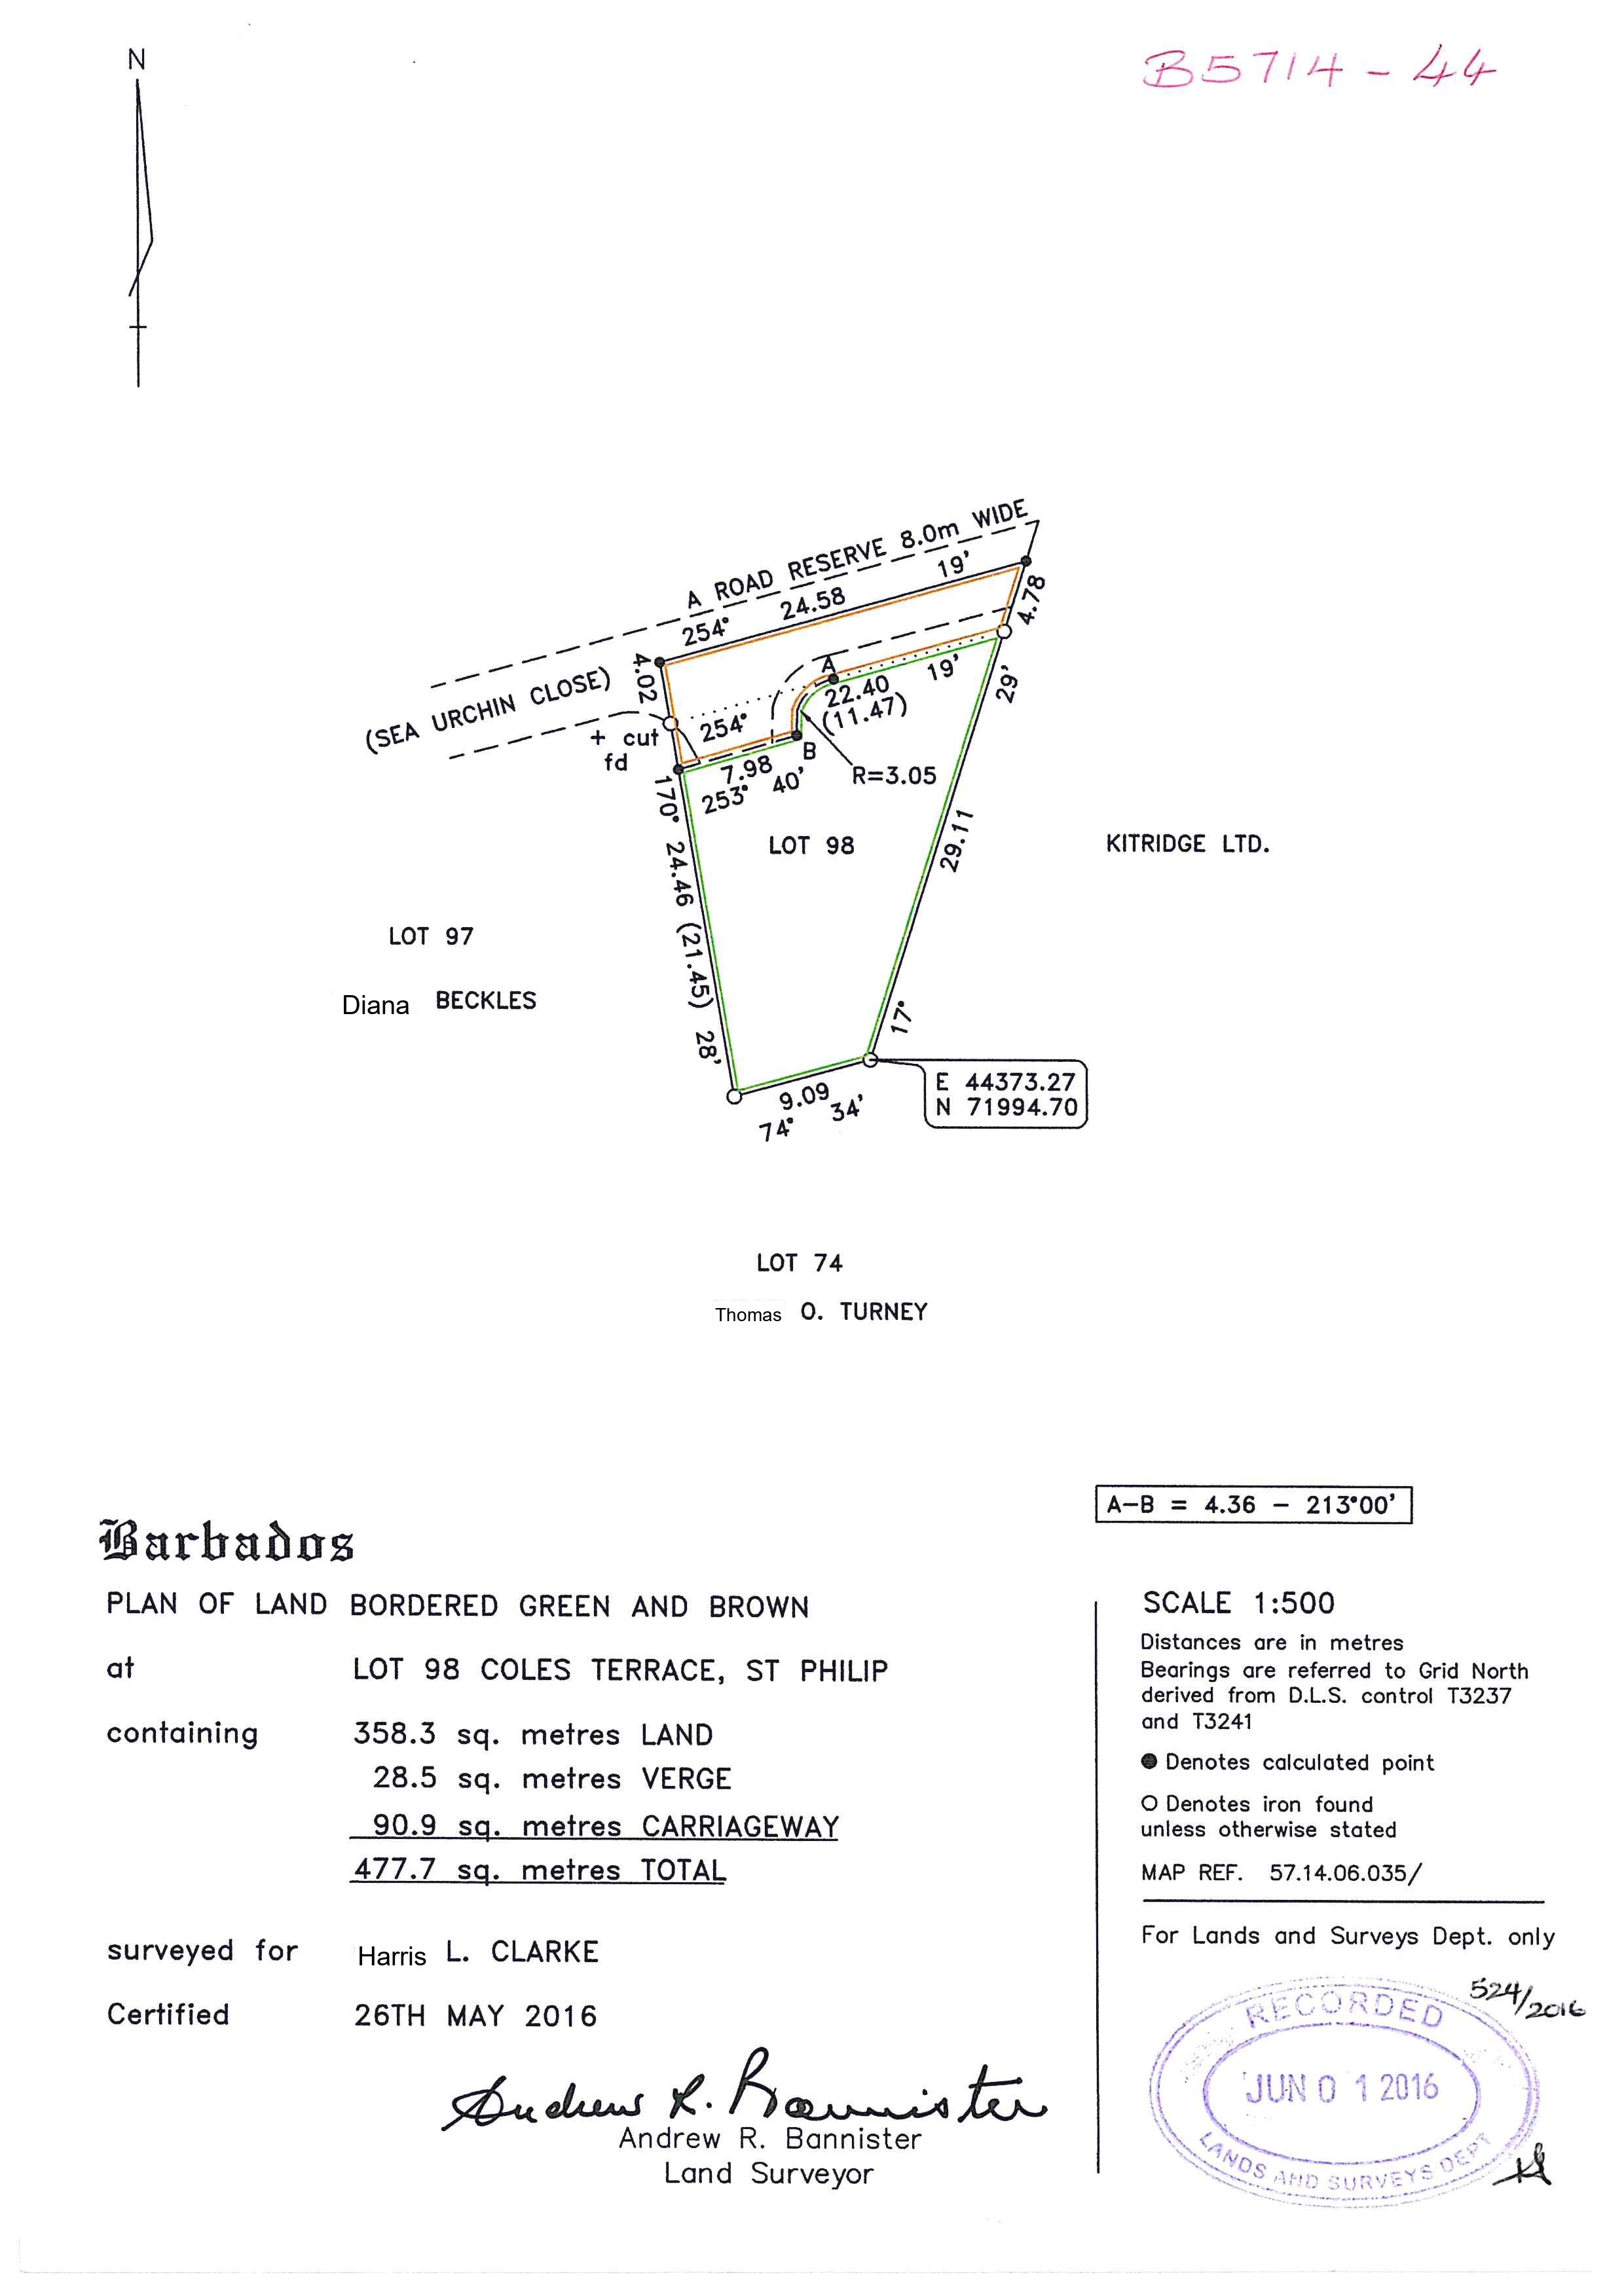 N
B5714 - 44
A ROAD RESERVE 8.0m WIDE
254° 24.58 19'
4.78
4.02
(SEA URCHIN CLOSE)
A
22.40 19'
(11.47)
29'
254°
+ cut
fd
B
7.98
253° 40'
R=3.05
170° 24.46 (21.45) 28'
LOT 98
29.11
KITRIDGE LTD.
LOT 97
Diana BECKLES
17°
E 44373.27
N 71994.70
9.09
74° 34'
LOT 74
Thomas O. TURNEY
A-B = 4.36 - 213°00'
Barbados
PLAN OF LAND BORDERED GREEN AND BROWN
at LOT 98 COLES TERRACE, ST PHILIP
containing 358.3 sq. metres LAND
28.5 sq. metres VERGE
90.9 sq. metres CARRIAGEWAY
477.7 sq. metres TOTAL
surveyed for Harris L. CLARKE
Certified 26TH MAY 2016
Andrew R. Bannister
Andrew R. Bannister
Land Surveyor
SCALE 1:500
Distances are in metres
Bearings are referred to Grid North
derived from D.L.S. control T3237
and T3241
Denotes calculated point
Denotes iron found
unless otherwise stated
MAP REF. 57.14.06.035/
For Lands and Surveys Dept. only
524/2016
RECORDED
JUN 01 2016
LANDS AND SURVEYS DEPT